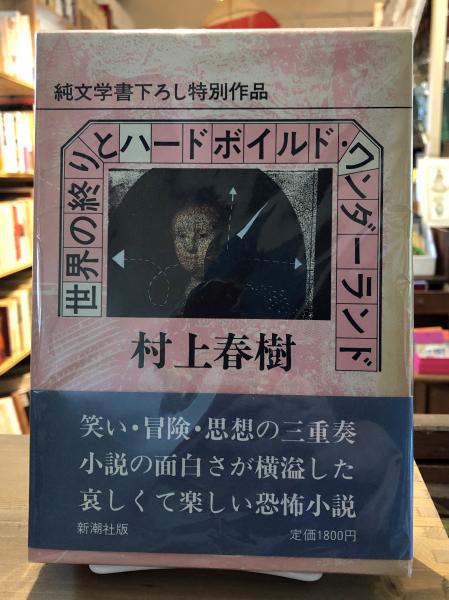 純文学書下ろし特別作品
世界の終りとハードボイルド・ワンダーランド
村上春樹
笑い・冒険・思想の三重奏
小説の面白さが横溢した
哀しくて楽しい恐怖小説
新潮社版
定価1800円